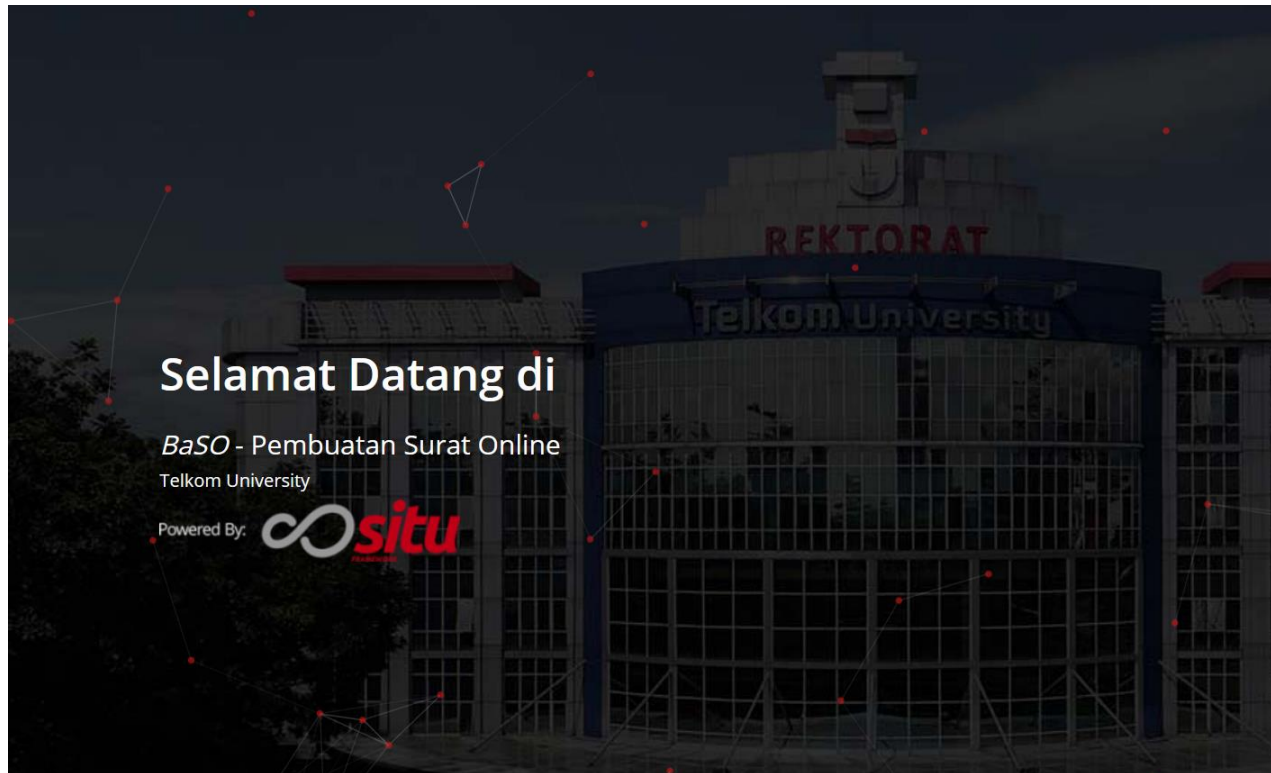 REKTORAT
Telkom University
Selamat Datang di
BaSO - Pembuatan Surat Online
Telkom University
Powered By:
situ